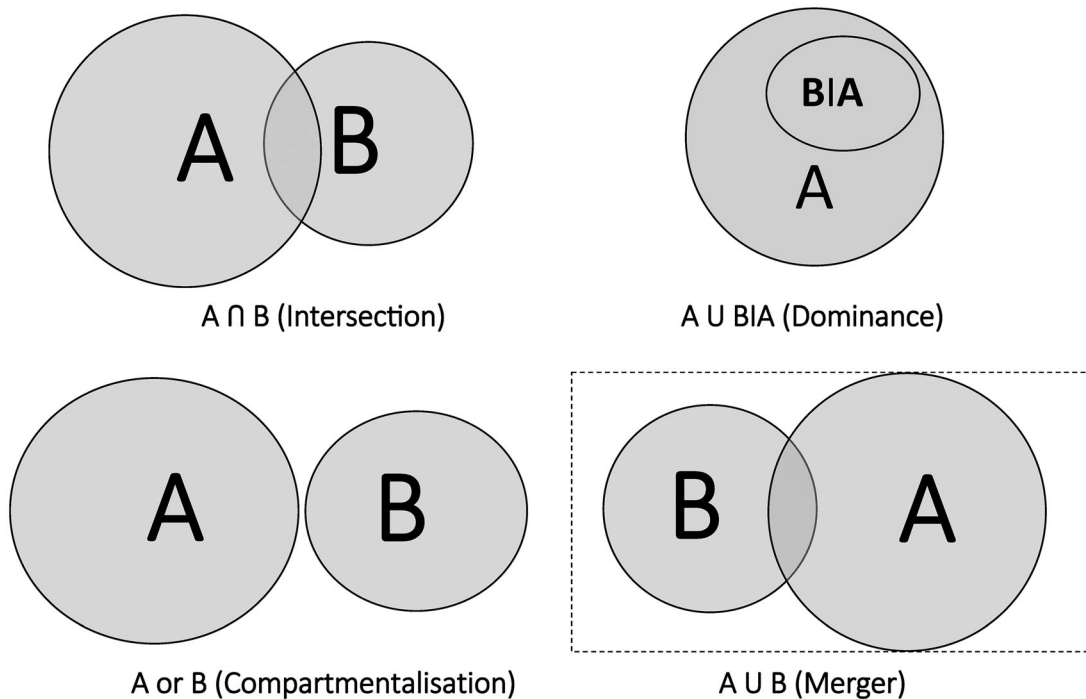 A
B
A ∩ B (Intersection)
B|A
A
A U B|A (Dominance)
A
B
A or B (Compartmentalisation)
B
A
A U B (Merger)